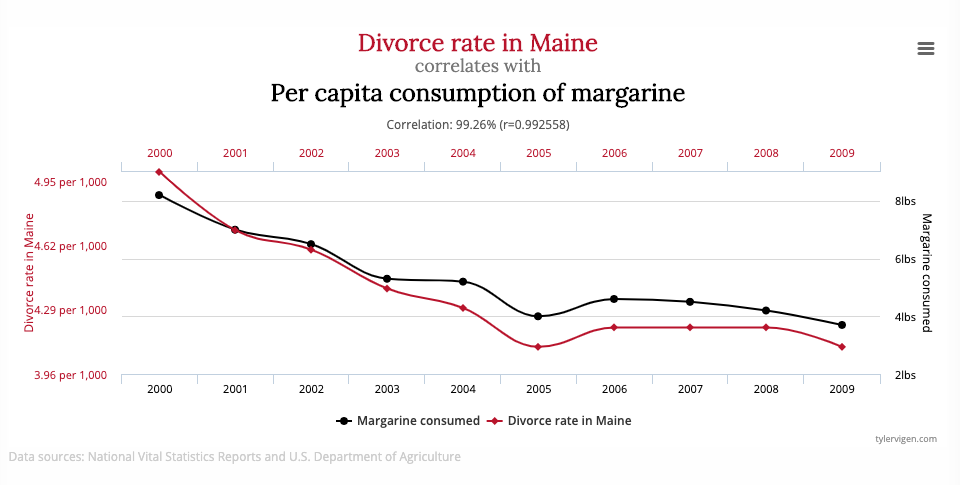 Divorce rate in Maine
correlates with
Per capita consumption of margarine
Correlation: 99.26% (r=0.992558)
2000 2001 2002 2003 2004 2005 2006 2007 2008 2009
4.95 per 1,000
4.62 per 1,000
4.29 per 1,000
3.96 per 1,000
Divorce rate in Maine
8lbs
6lbs
4lbs
2lbs
Margarine consumed
2000 2001 2002 2003 2004 2005 2006 2007 2008 2009
Margarine consumed Divorce rate in Maine
tylervigen.com
Data sources: National Vital Statistics Reports and U.S. Department of Agriculture